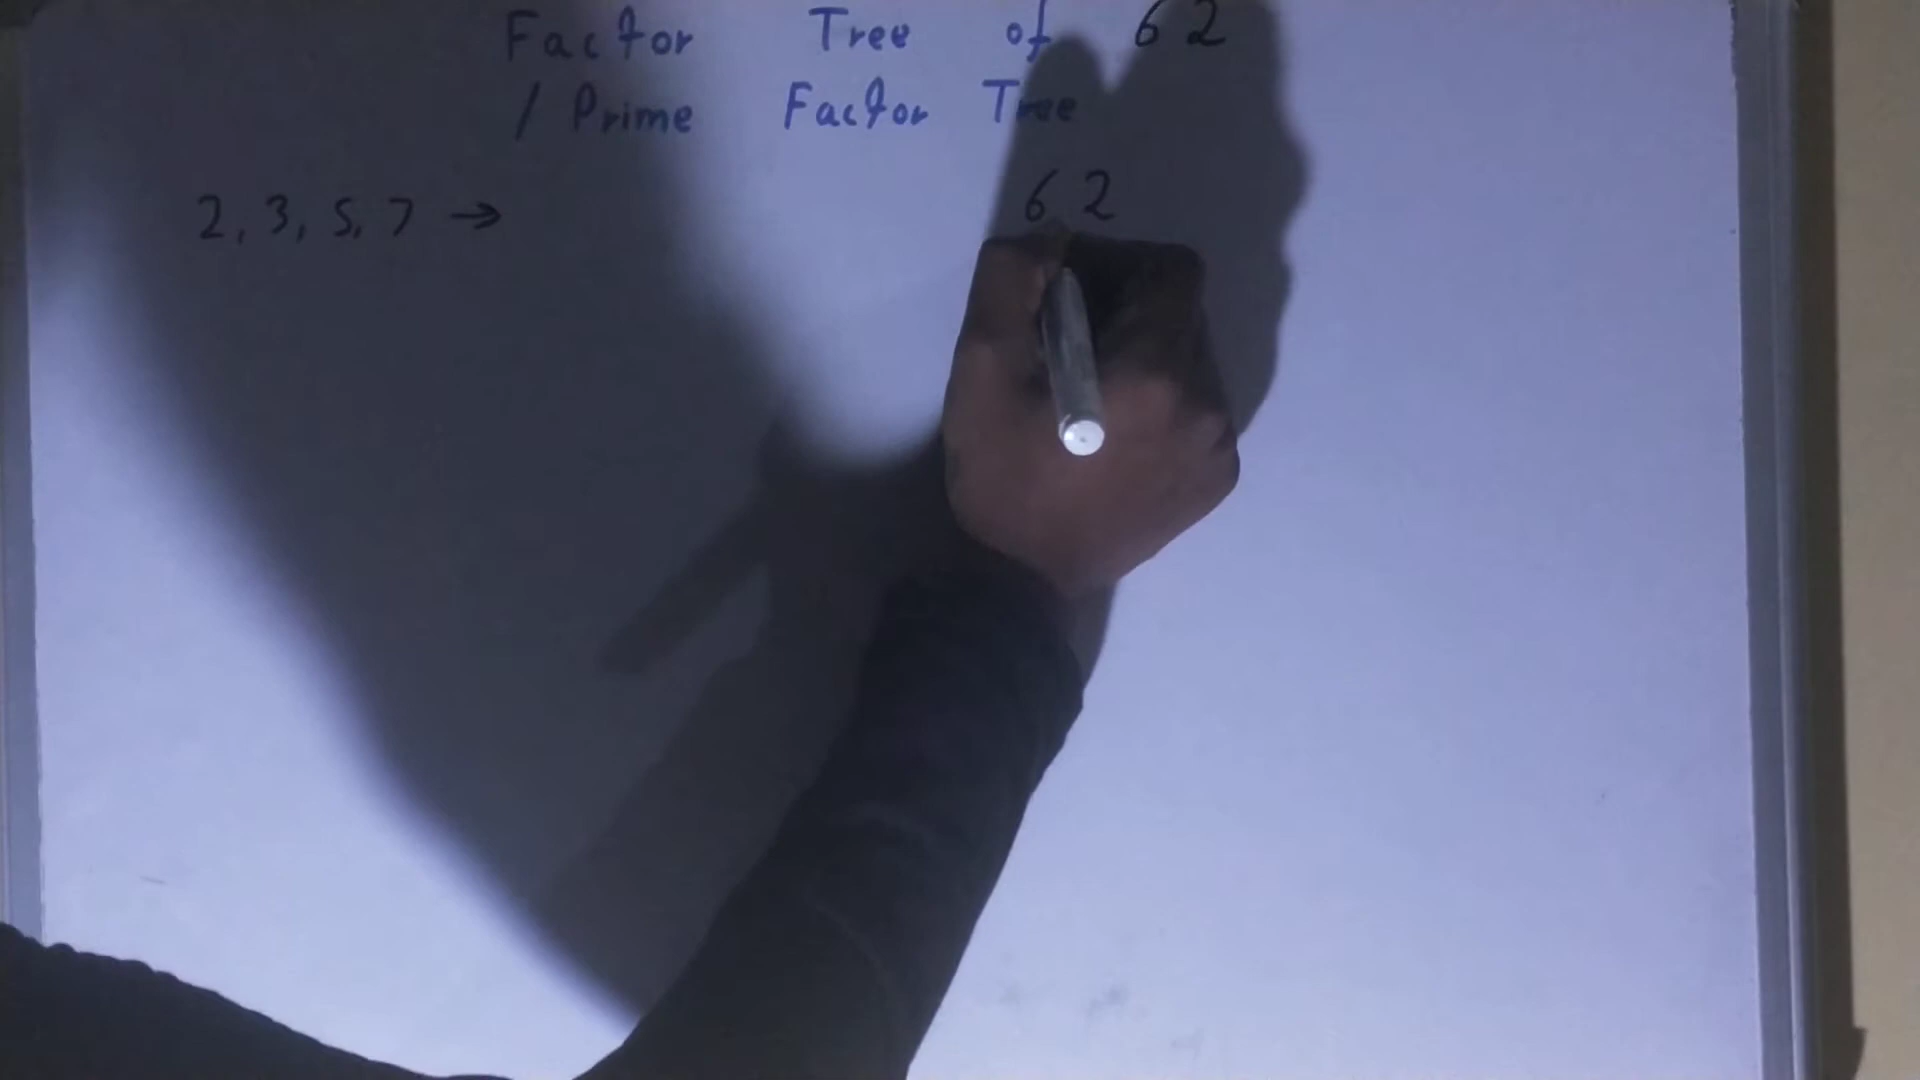 Factor Tree of 62
/ Prime Factor Tree
2, 3, 5, 7 →
62